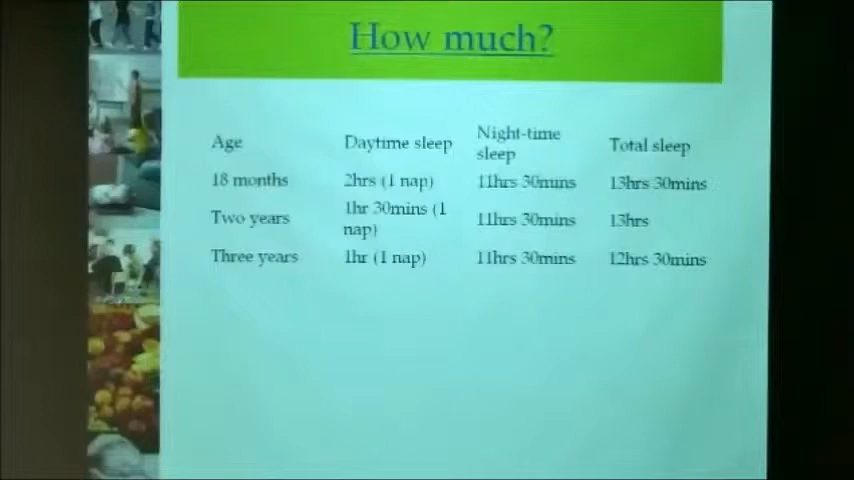 How much?
Age Daytime sleep Night-time sleep Total sleep
18 months 2hrs (1 nap) 11hrs 30mins 13hrs 30mins
Two years 1hr 30mins (1 nap) 11hrs 30mins 13hrs
Three years 1hr (1 nap) 11hrs 30mins 12hrs 30mins